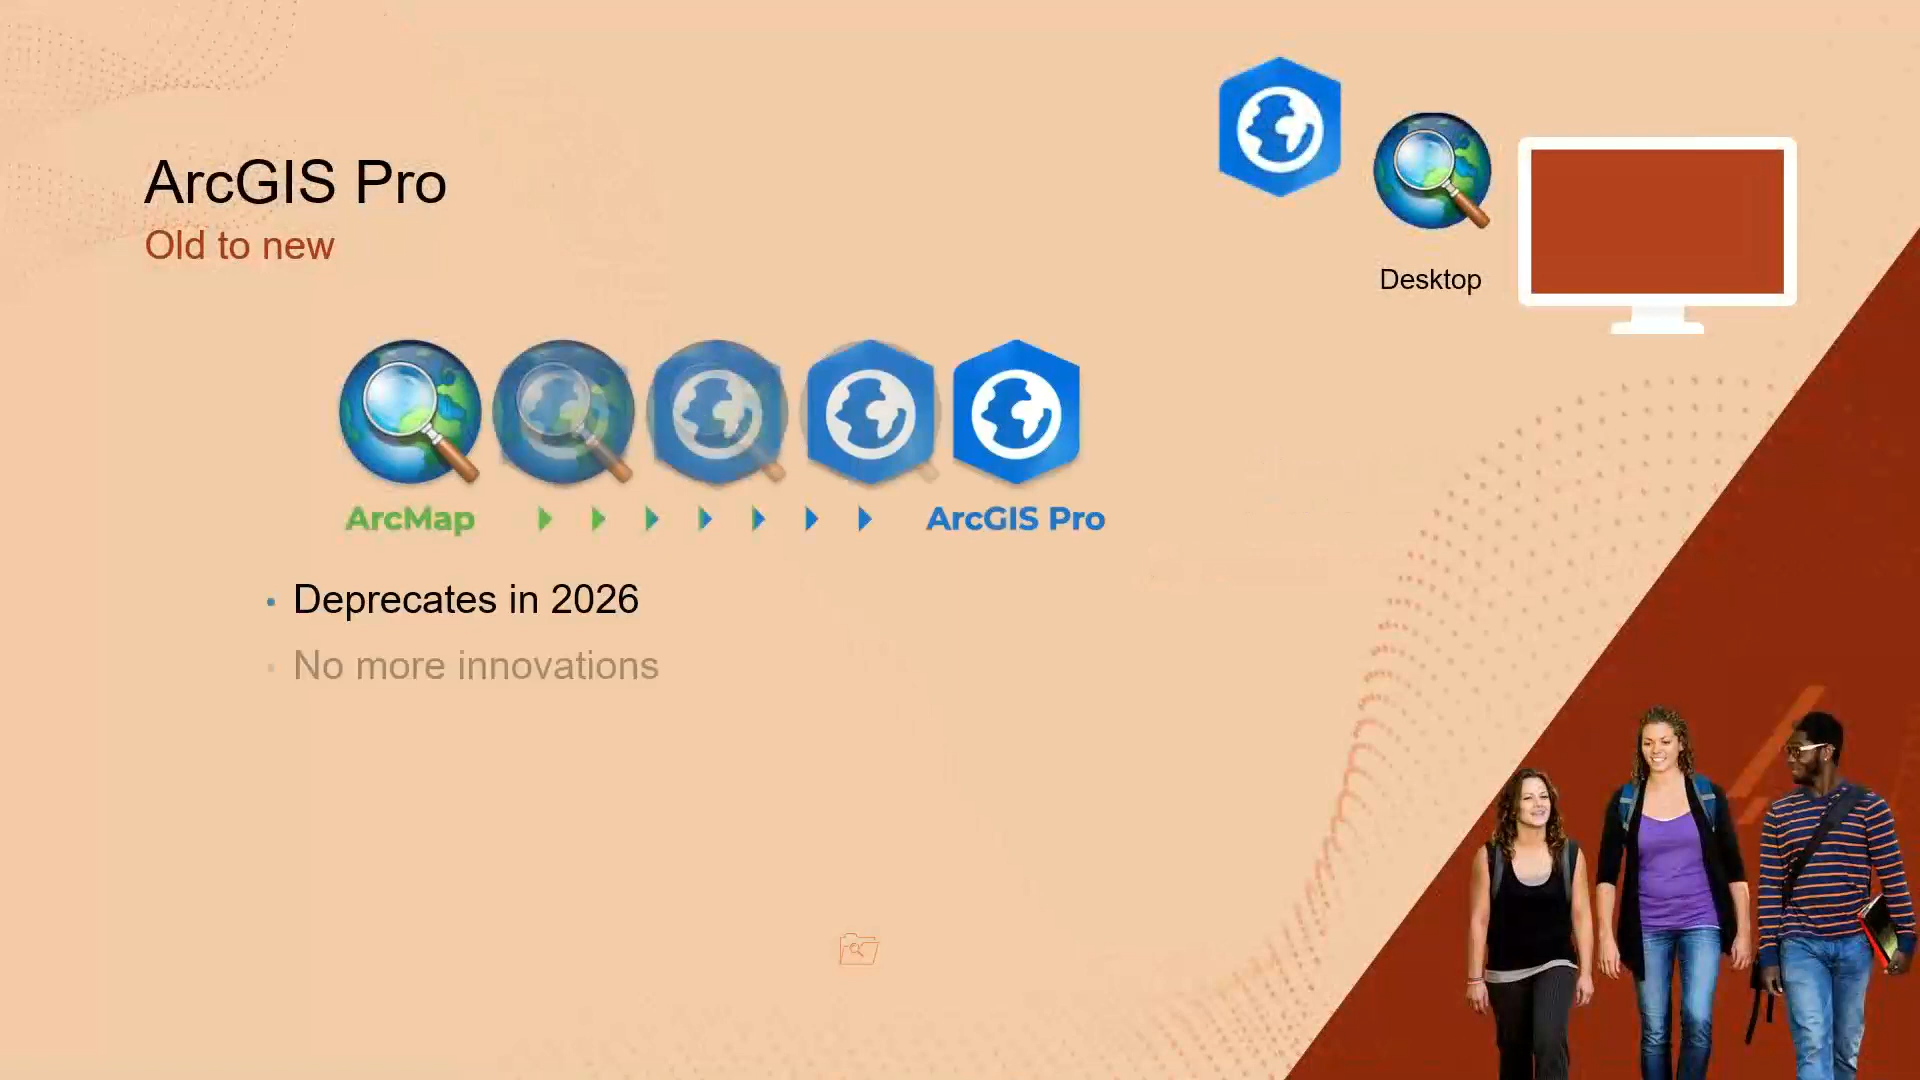 ArcGIS Pro
Old to new
Desktop
ArcMap
ArcGIS Pro
Deprecates in 2026
No more innovations